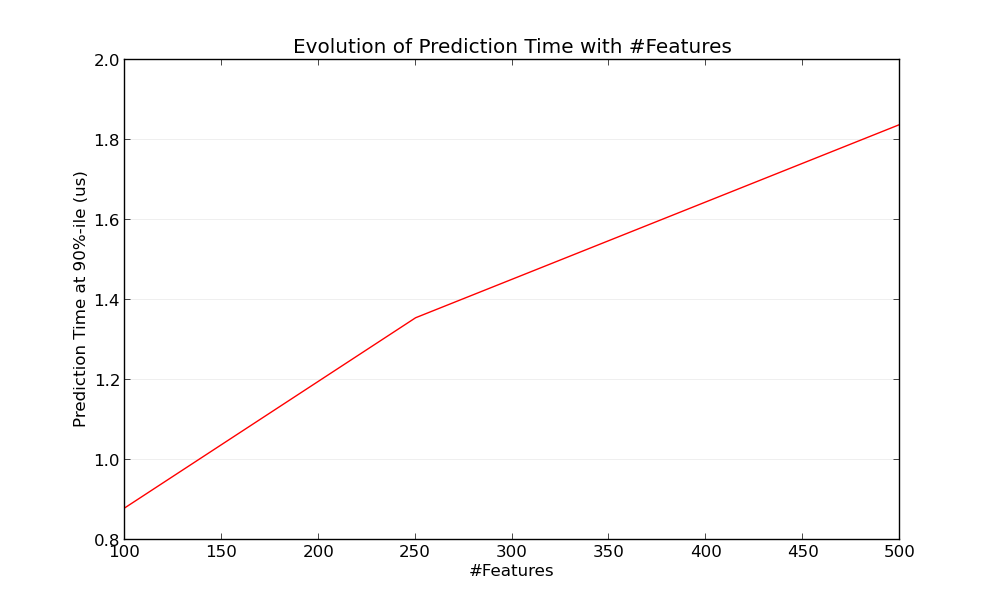 Evolution of Prediction Time with #Features
2.0
1.8
1.6
1.4
1.2
1.0
0.8
Prediction Time at 90%-ile (us)
100 150 200 250 300 350 400 450 500
#Features